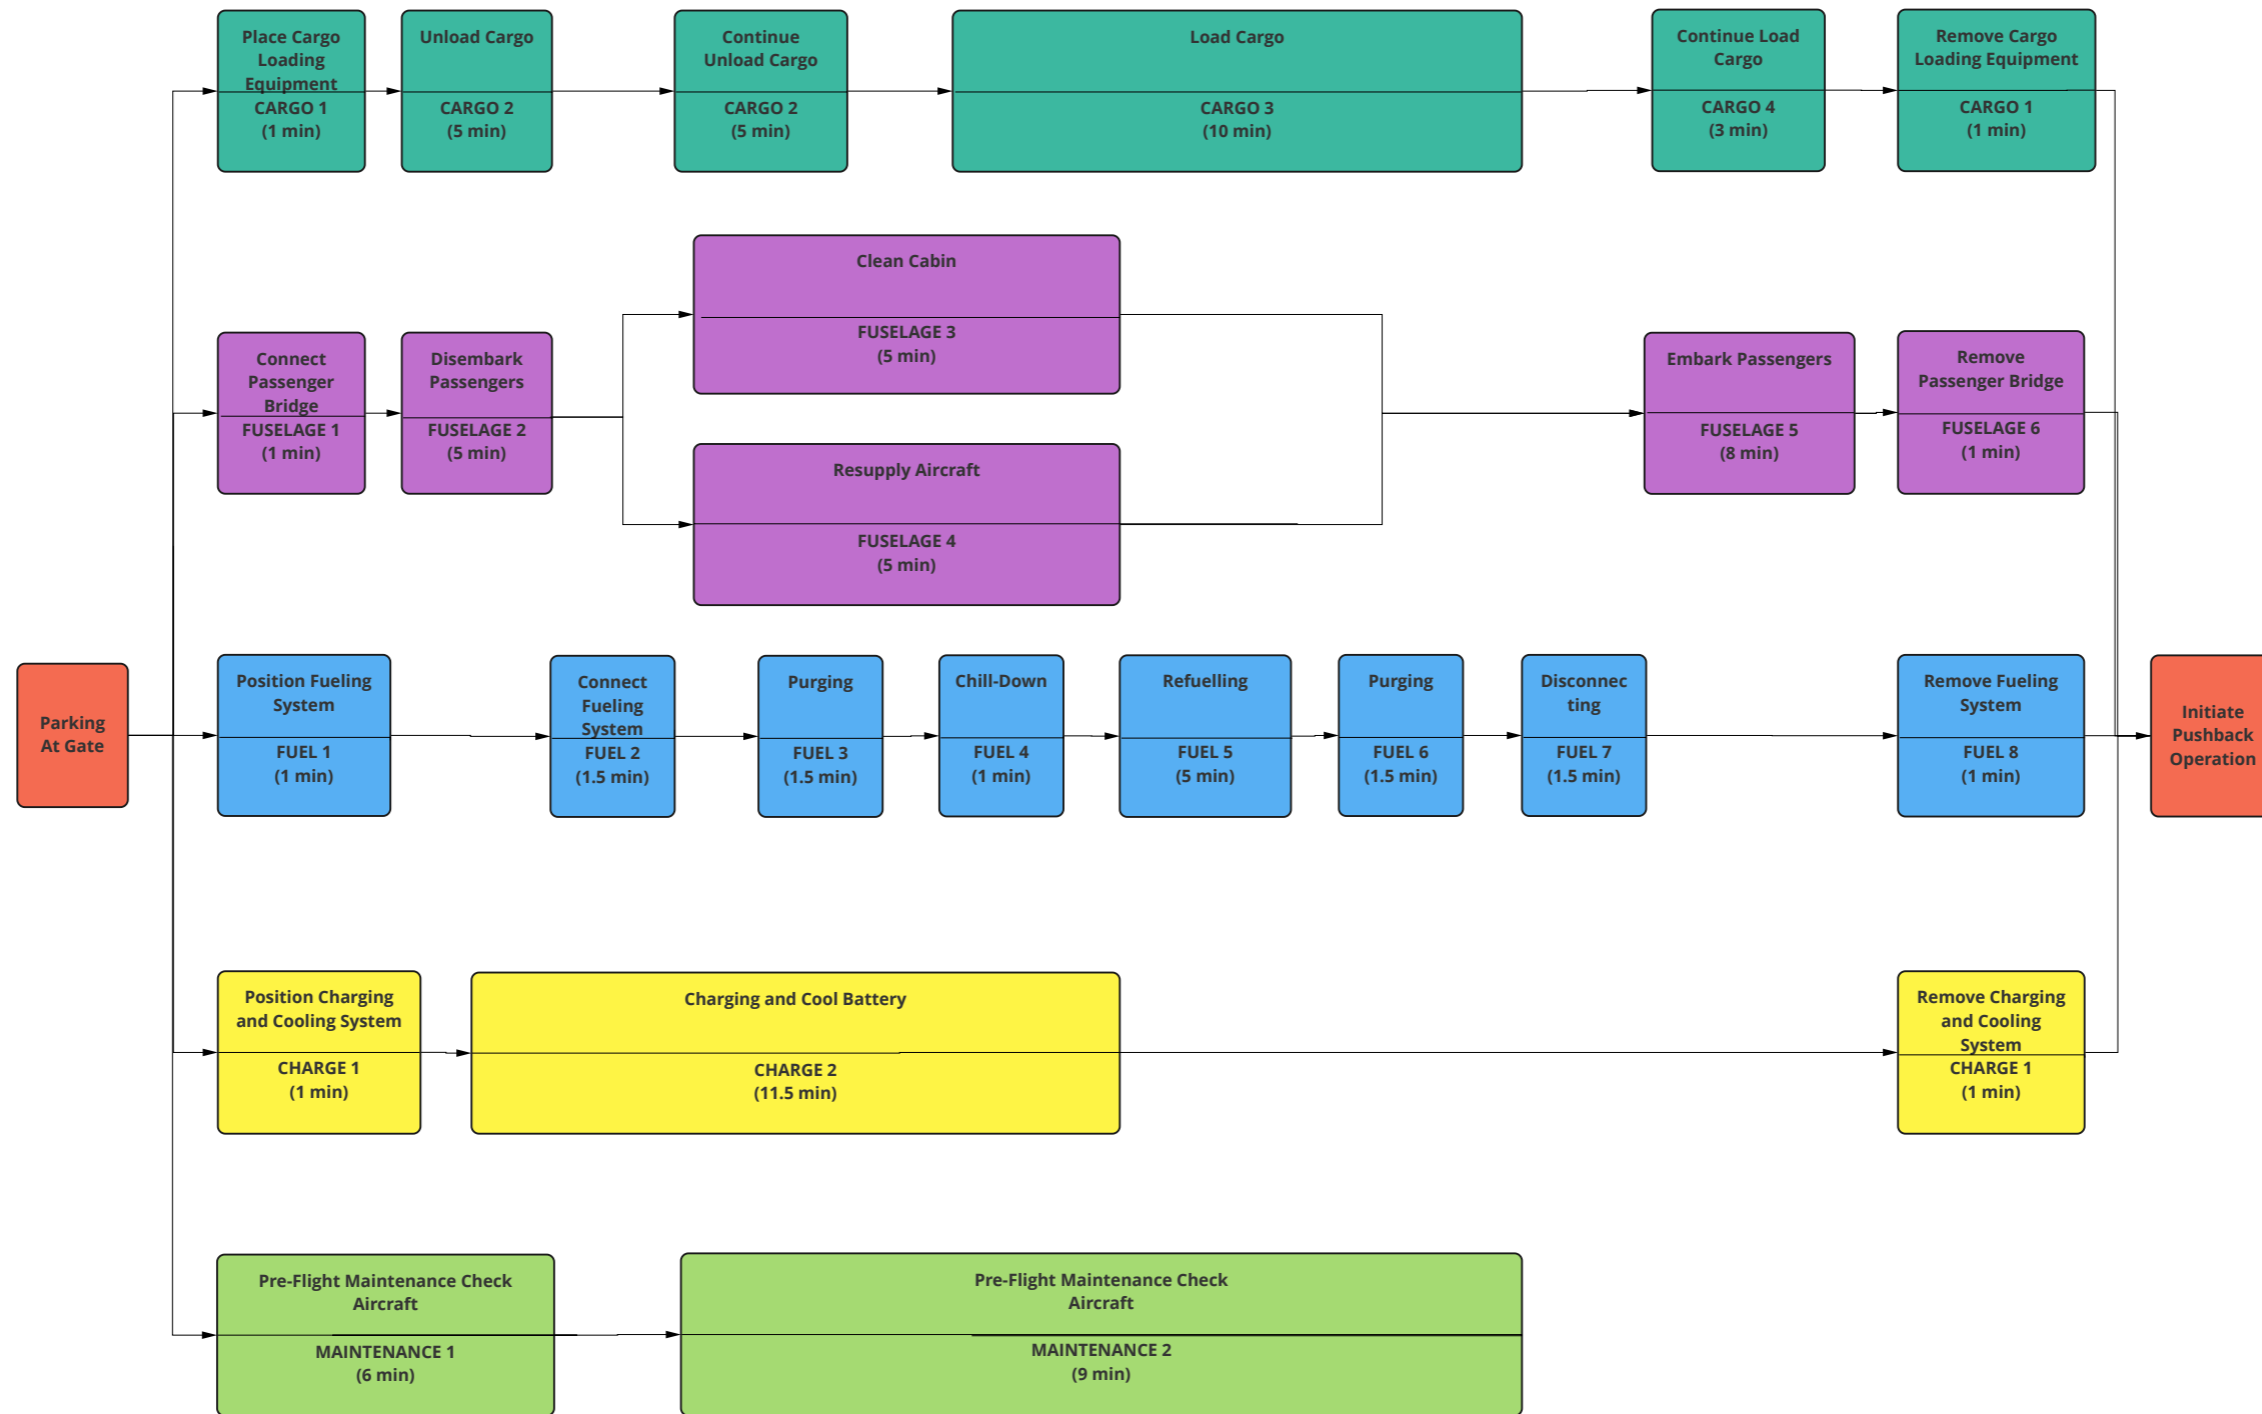 Place Cargo
Loading
Equipment
CARGO 1
(1 min)
Unload Cargo
CARGO 2
(5 min)
Continue
Unload Cargo
CARGO 2
(5 min)
Load Cargo
CARGO 3
(10 min)
Continue Load
Cargo
CARGO 4
(3 min)
Remove Cargo
Loading Equipment
CARGO 1
(1 min)
Clean Cabin
FUSELAGE 3
(5 min)
Connect
Passenger
Bridge
FUSELAGE 1
(1 min)
Disembark
Passengers
FUSELAGE 2
(5 min)
Resupply Aircraft
FUSELAGE 4
(5 min)
Embark Passengers
FUSELAGE 5
(8 min)
Remove
Passenger Bridge
FUSELAGE 6
(1 min)
Parking
At Gate
Position Fueling
System
FUEL 1
(1 min)
Connect
Fueling
System
FUEL 2
(1.5 min)
Purging
FUEL 3
(1.5 min)
Chill-Down
FUEL 4
(1 min)
Refuelling
FUEL 5
(5 min)
Purging
FUEL 6
(1.5 min)
Disconnec
ting
FUEL 7
(1.5 min)
Remove Fueling
System
FUEL 8
(1 min)
Initiate
Pushback
Operation
Position Charging
and Cooling System
CHARGE 1
(1 min)
Charging and Cool Battery
CHARGE 2
(11.5 min)
Remove Charging
and Cooling
System
CHARGE 1
(1 min)
Pre-Flight Maintenance Check
Aircraft
MAINTENANCE 1
(6 min)
Pre-Flight Maintenance Check
Aircraft
MAINTENANCE 2
(9 min)